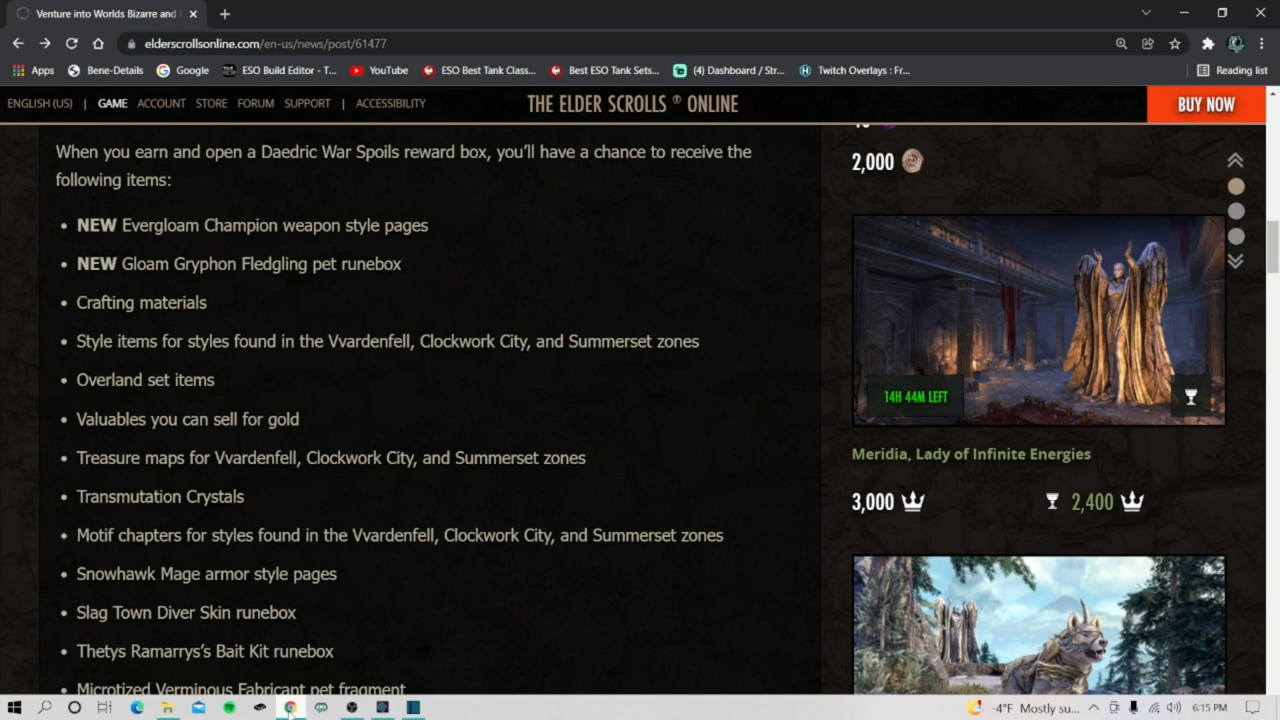 Venture into Worlds Bizarre and
elderscrollsonline.com/en-us/news/post/61477
Apps Bene-Details Google ESO Build Editor - T... YouTube ESO Best Tank Class... Best ESO Tank Sets... (4) Dashboard / Str... Twitch Overlays : Fr... Reading list
ENGLISH (US) | GAME ACCOUNT STORE FORUM SUPPORT | ACCESSIBILITY THE ELDER SCROLLS ® ONLINE BUY NOW
When you earn and open a Daedric War Spoils reward box, you'll have a chance to receive the
following items:
• NEW Evergloam Champion weapon style pages
• NEW Gloam Gryphon Fledgling pet runebox
• Crafting materials
• Style items for styles found in the Vvardenfell, Clockwork City, and Summerset zones
• Overland set items
• Valuables you can sell for gold
• Treasure maps for Vvardenfell, Clockwork City, and Summerset zones
• Transmutation Crystals
• Motif chapters for styles found in the Vvardenfell, Clockwork City, and Summerset zones
• Snowhawk Mage armor style pages
• Slag Town Diver Skin runebox
• Thetys Ramarrys's Bait Kit runebox
• Microtized Verminous Fabricant pet fragment
2,000
14H 44M LEFT
Meridia, Lady of Infinite Energies
3,000 2,400
-4°F Mostly su... 6:15 PM